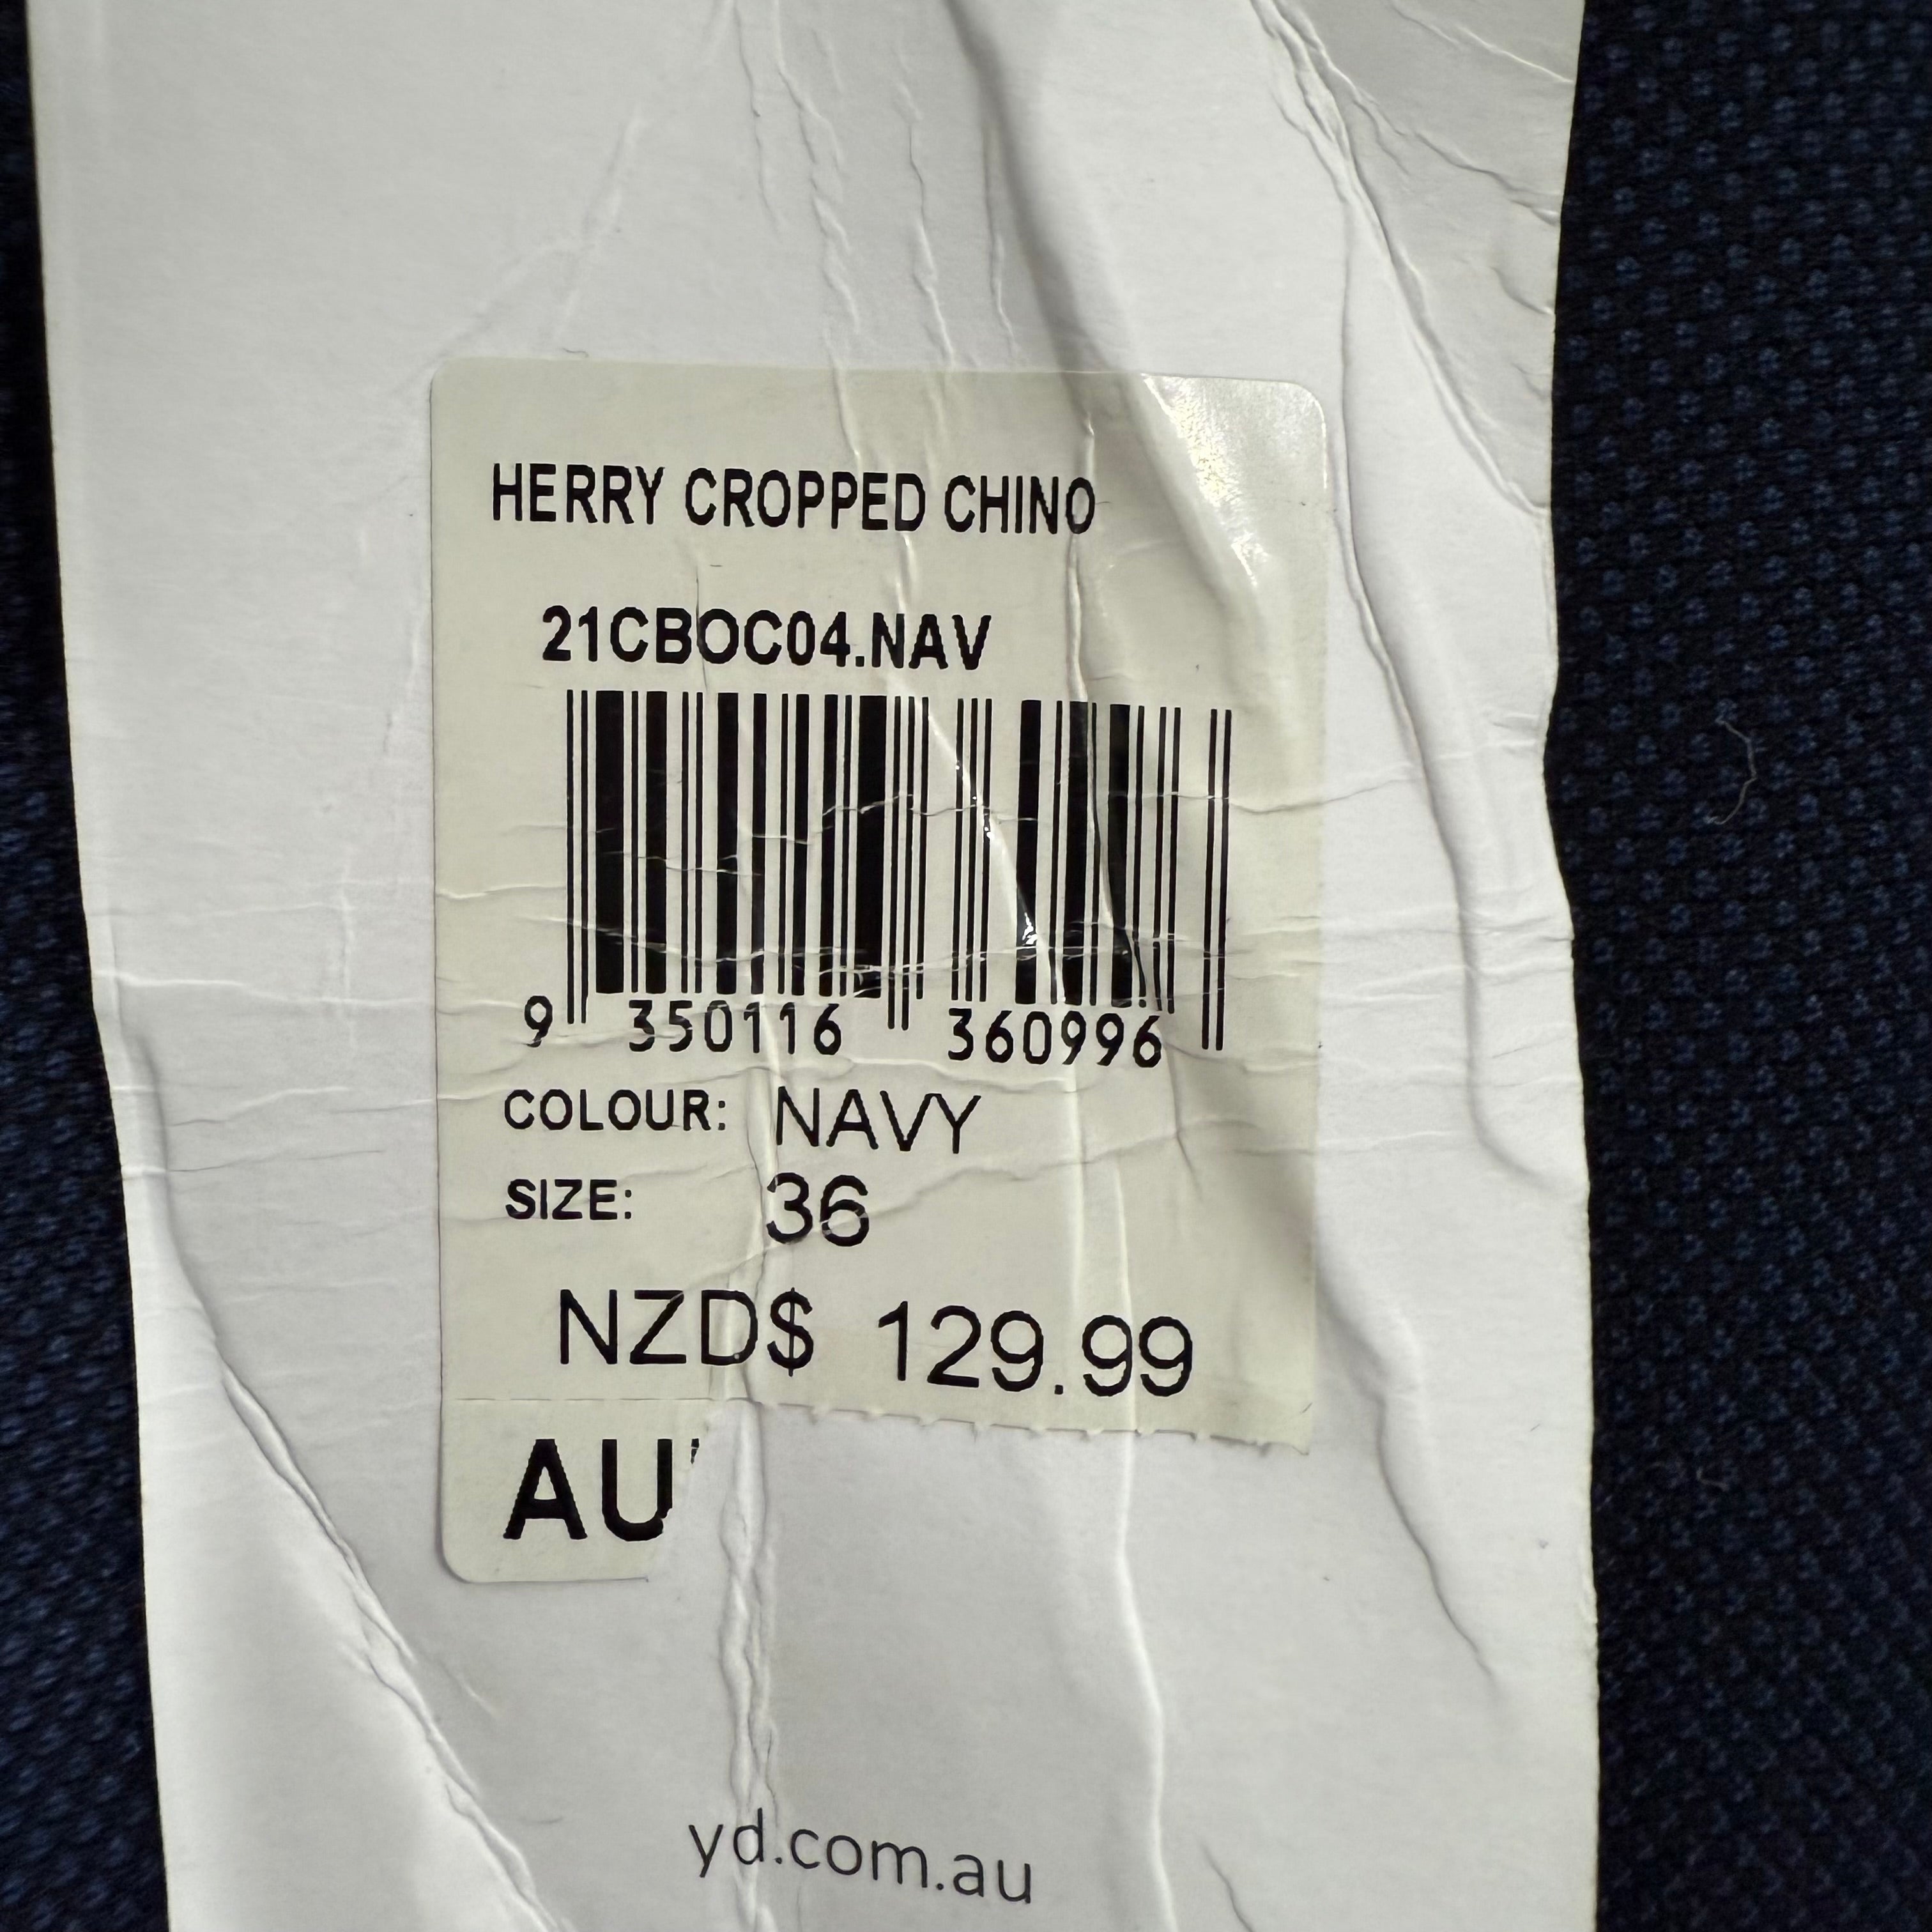 HERRY CROPPED CHINO
21CBOC04.NAV
9 350116 360996
COLOUR: NAVY
SIZE: 36
NZD$ 129.99
AU
yd.com.au